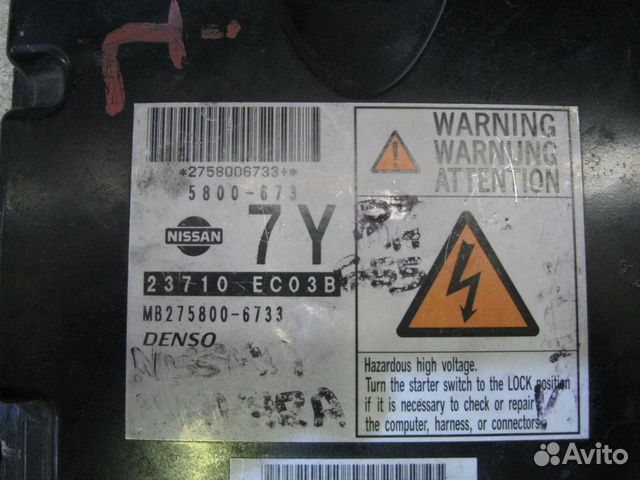 *2758006733+*
5800-673
NISSAN
7Y
23710 EC03B
MB275800-6733
DENSO
WARNING
WARNUNG
ATTENTION
Hazardous high voltage.
Turn the starter switch to the LOCK position
if it is necessary to check or repair
the computer, harness, or connectors.
Avito